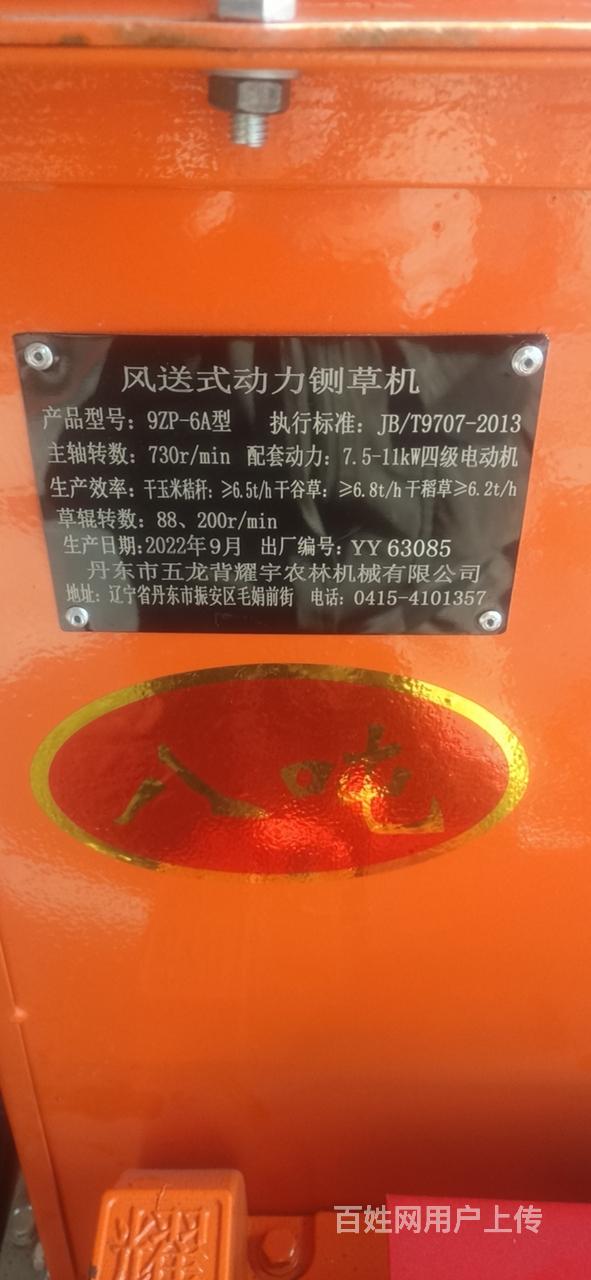 风送式动力铡草机
产品型号：9ZP-6A型 执行标准：JB/T9707-2013
主轴转数：730r/min 配套动力：7.5-11kW四级电动机
生产效率：干玉米秸秆：≥6.5t/h干谷草：≥6.8t/h干稻草≥6.2t/h
草辊转数：88、200r/min
生产日期：2022年9月 出厂编号：YY 63085
丹东市五龙背耀宇农林机械有限公司
地址：辽宁省丹东市振安区毛娟前街 电话：0415-4101357
八吨
百姓网用户上传